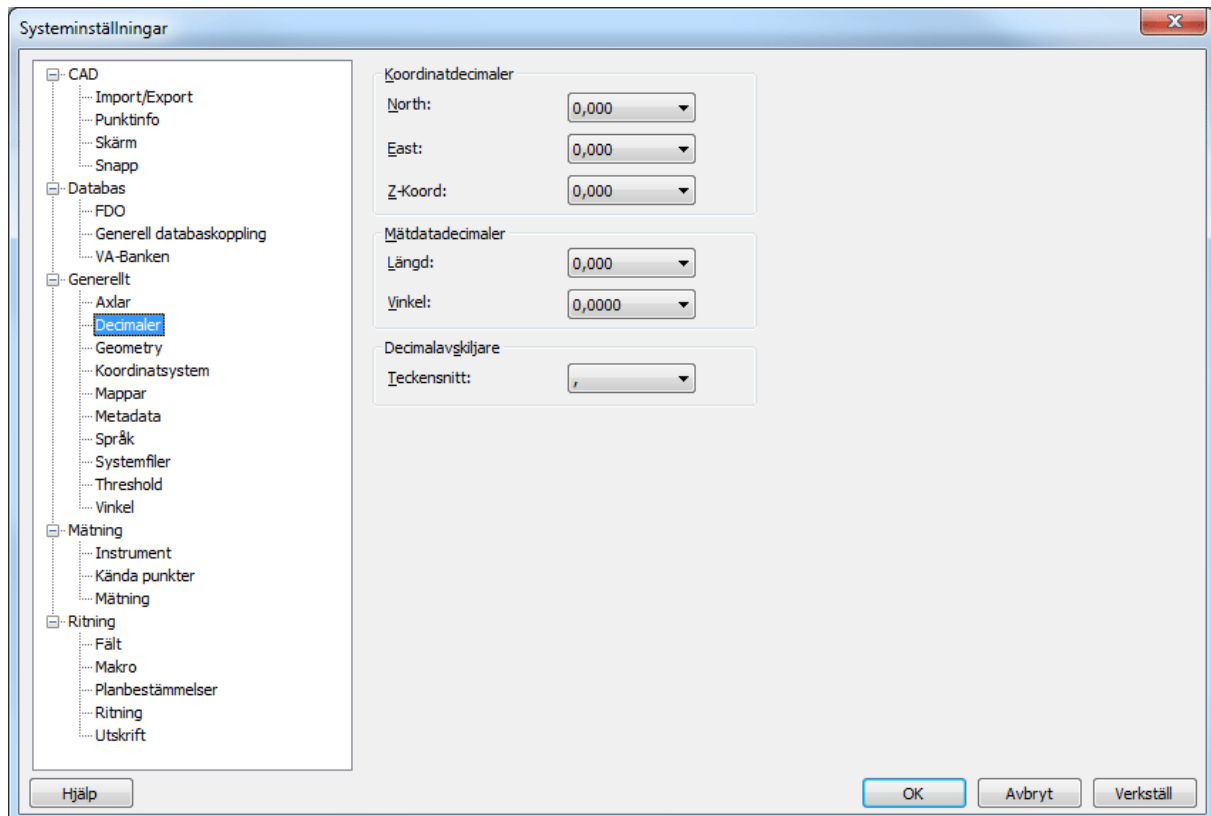 Systeminställningar
CAD
Import/Export
Punktinfo
Skärm
Snapp
Databas
FDO
Generell databaskoppling
VA-Banken
Generellt
Axlar
Decimaler
Geometry
Koordinatsystem
Mappar
Metadata
Språk
Systemfiler
Threshold
Vinkel
Mätning
Instrument
Kända punkter
Mätning
Ritning
Fält
Makro
Planbestämmelser
Ritning
Utskrift
Koordinatdecimaler
North: 0,000
East: 0,000
Z-Koord: 0,000
Mätdatadecimaler
Längd: 0,000
Vinkel: 0,0000
Decimalavskiljare
Teckensnitt: ,
Hjälp
OK Avbryt Verkställ